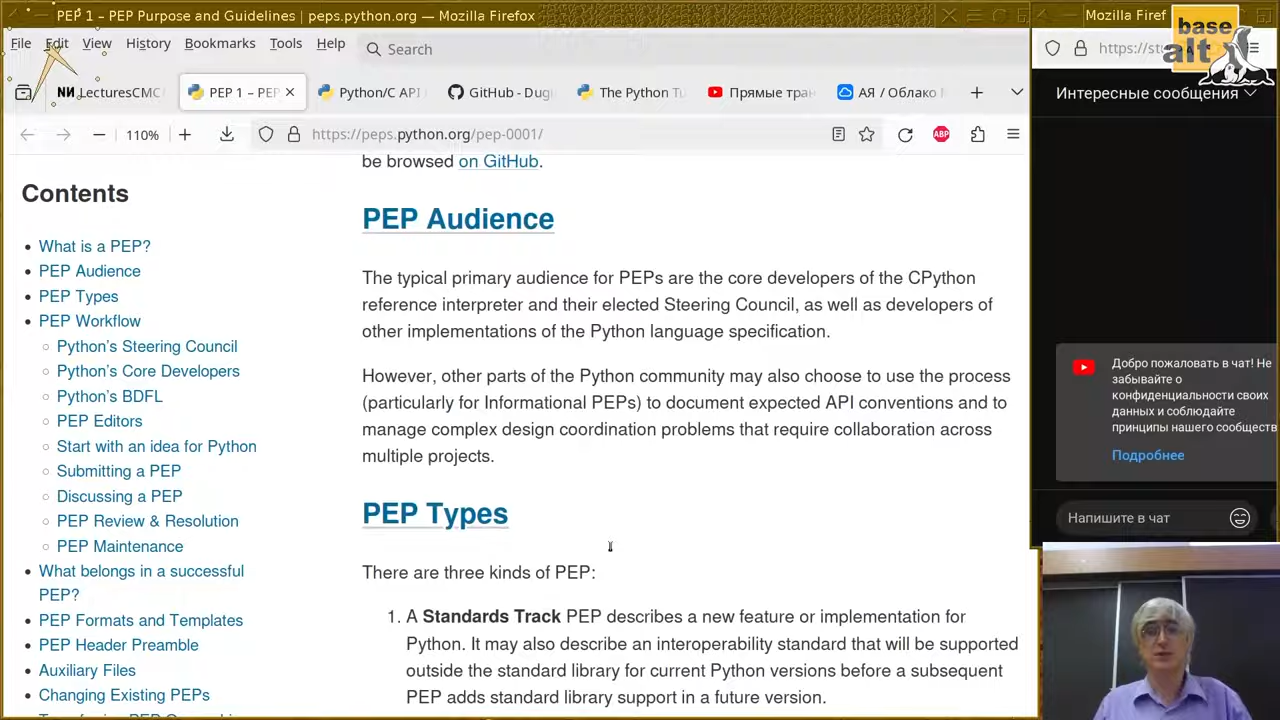 PEP 1 – PEP Purpose and Guidelines | peps.python.org — Mozilla Firefox
File Edit View History Bookmarks Tools Help
Search
LecturesCMC
PEP 1 – PEP
Python/C API
GitHub - Dug
The Python Tu
Прямые тран
АЯ / Облако
110%
https://peps.python.org/pep-0001/
ABP
Contents
What is a PEP?
PEP Audience
PEP Types
PEP Workflow
Python’s Steering Council
Python’s Core Developers
Python’s BDFL
PEP Editors
Start with an idea for Python
Submitting a PEP
Discussing a PEP
PEP Review & Resolution
PEP Maintenance
What belongs in a successful
PEP?
PEP Formats and Templates
PEP Header Preamble
Auxiliary Files
Changing Existing PEPs
be browsed on GitHub.
PEP Audience
The typical primary audience for PEPs are the core developers of the CPython
reference interpreter and their elected Steering Council, as well as developers of
other implementations of the Python language specification.
However, other parts of the Python community may also choose to use the process
(particularly for Informational PEPs) to document expected API conventions and to
manage complex design coordination problems that require collaboration across
multiple projects.
PEP Types
There are three kinds of PEP:
1. A Standards Track PEP describes a new feature or implementation for
Python. It may also describe an interoperability standard that will be supported
outside the standard library for current Python versions before a subsequent
PEP adds standard library support in a future version.
Mozilla Firef
base
alt
https://st
Интересные сообщения
Добро пожаловать в чат! Не
забывайте о
конфиденциальности своих
данных и соблюдайте
принципы нашего сообществ
Подробнее
Напишите в чат